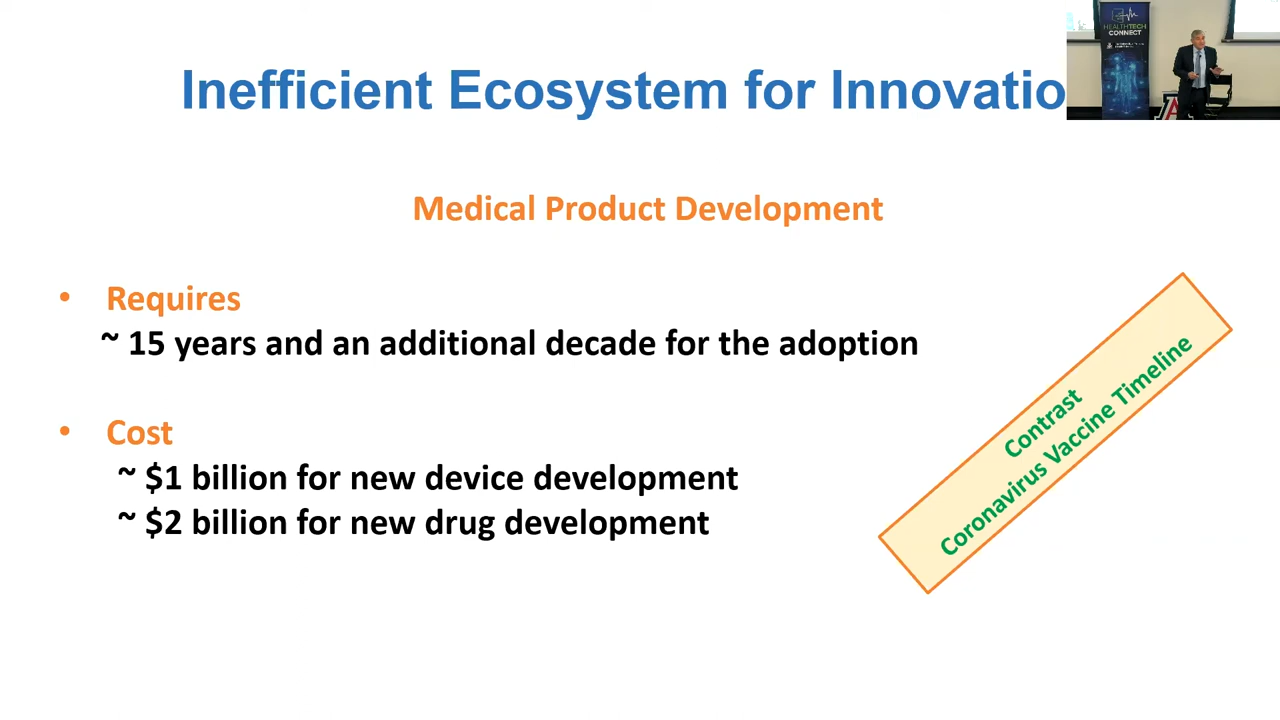 Inefficient Ecosystem for Innovatio
HEALTHTECH
CONNECT
Medical Product Development
• Requires
~ 15 years and an additional decade for the adoption
• Cost
~ $1 billion for new device development
~ $2 billion for new drug development
Contrast
Coronavirus Vaccine Timeline